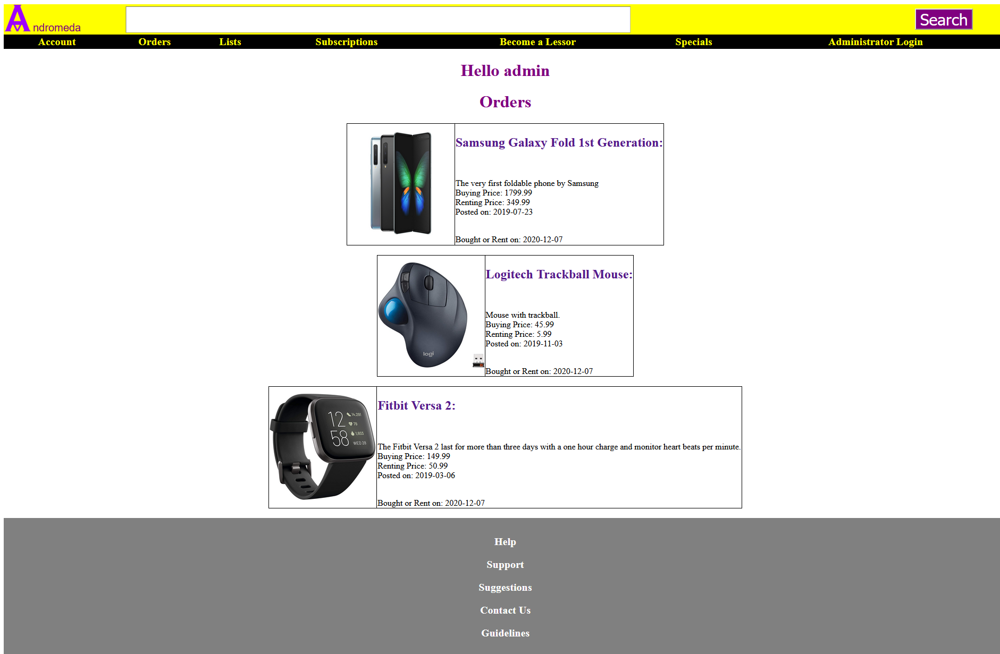 Andromeda
Search
Account Orders Lists Subscriptions Become a Lessor Specials Administrator Login
Hello admin
Orders
Samsung Galaxy Fold 1st Generation:
The very first foldable phone by Samsung
Buying Price: 1799.99
Renting Price: 349.99
Posted on: 2019-07-23
Bought or Rent on: 2020-12-07
logi
Logitech Trackball Mouse:
Mouse with trackball.
Buying Price: 45.99
Renting Price: 5.99
Posted on: 2019-11-03
Bought or Rent on: 2020-12-07
12
58
14,291
79
1,603
WED 28
Fitbit Versa 2:
The Fitbit Versa 2 last for more than three days with a one hour charge and monitor heart beats per minute.
Buying Price: 149.99
Renting Price: 50.99
Posted on: 2019-03-06
Bought or Rent on: 2020-12-07
Help
Support
Suggestions
Contact Us
Guidelines